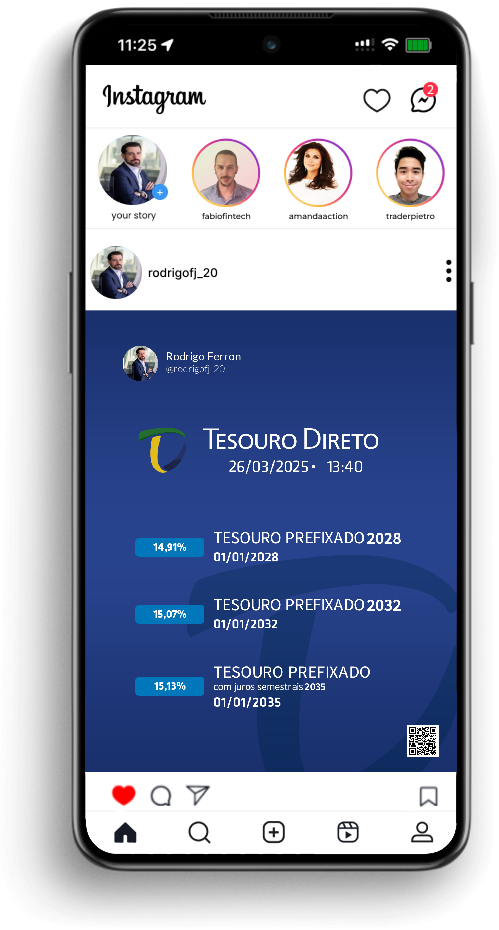 11:25
Instagram
2
your story
fabiofintech
amandaaction
traderpietro
rodrigofj_20
Rodrigo Ferran
@rodrigofj_20
TESOURO DIRETO
26/03/2025• 13:40
14,91%
TESOURO PREFIXADO 2028
01/01/2028
15,07%
TESOURO PREFIXADO 2032
01/01/2032
15,13%
TESOURO PREFIXADO
com juros semestrais 2035
01/01/2035